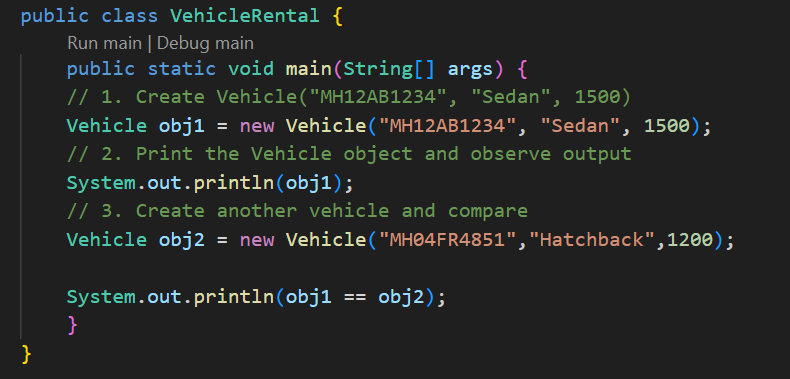 public class VehicleRental {
Run main | Debug main
public static void main(String[] args) {
// 1. Create Vehicle("MH12AB1234", "Sedan", 1500)
Vehicle obj1 = new Vehicle("MH12AB1234", "Sedan", 1500);
// 2. Print the Vehicle object and observe output
System.out.println(obj1);
// 3. Create another vehicle and compare
Vehicle obj2 = new Vehicle("MH04FR4851","Hatchback",1200);
System.out.println(obj1 == obj2);
}
}